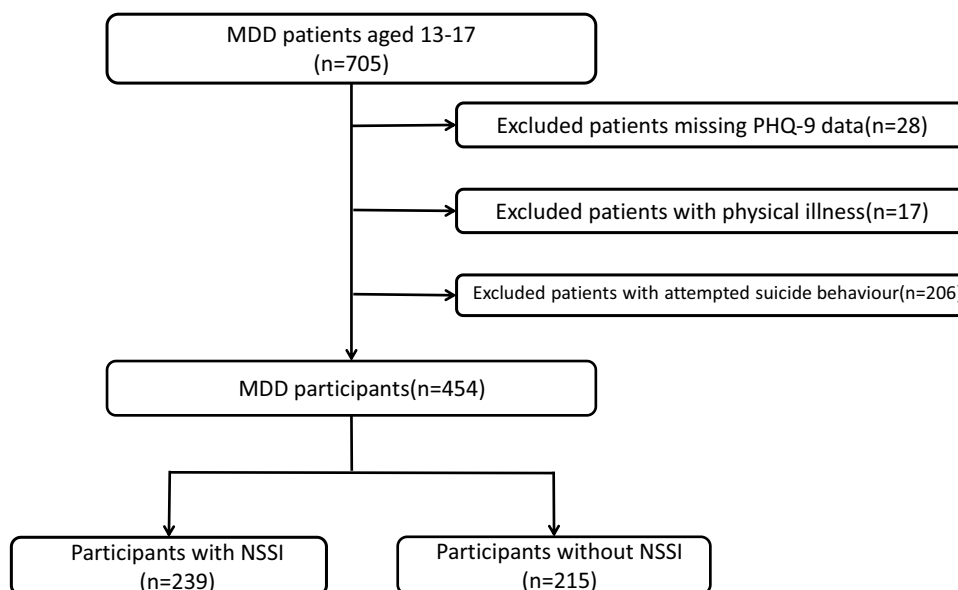 MDD patients aged 13-17
(n=705)
Excluded patients missing PHQ-9 data(n=28)
Excluded patients with physical illness(n=17)
Excluded patients with attempted suicide behaviour(n=206)
MDD participants(n=454)
Participants with NSSI
(n=239)
Participants without NSSI
(n=215)